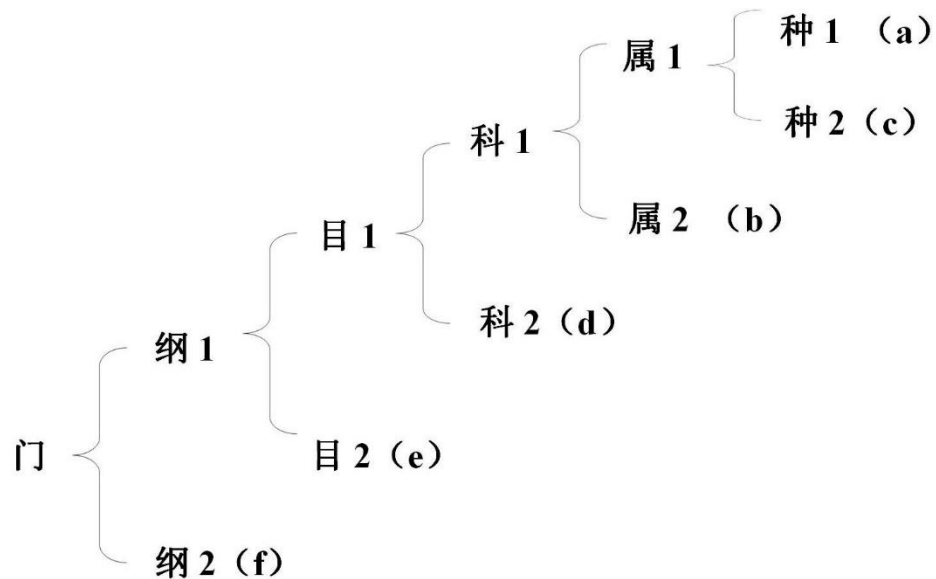 种 1 （a）
属 1
种 2（c）
科 1
属 2 （b）
目 1
科 2（d）
纲 1
门
目 2（e）
纲 2（f）